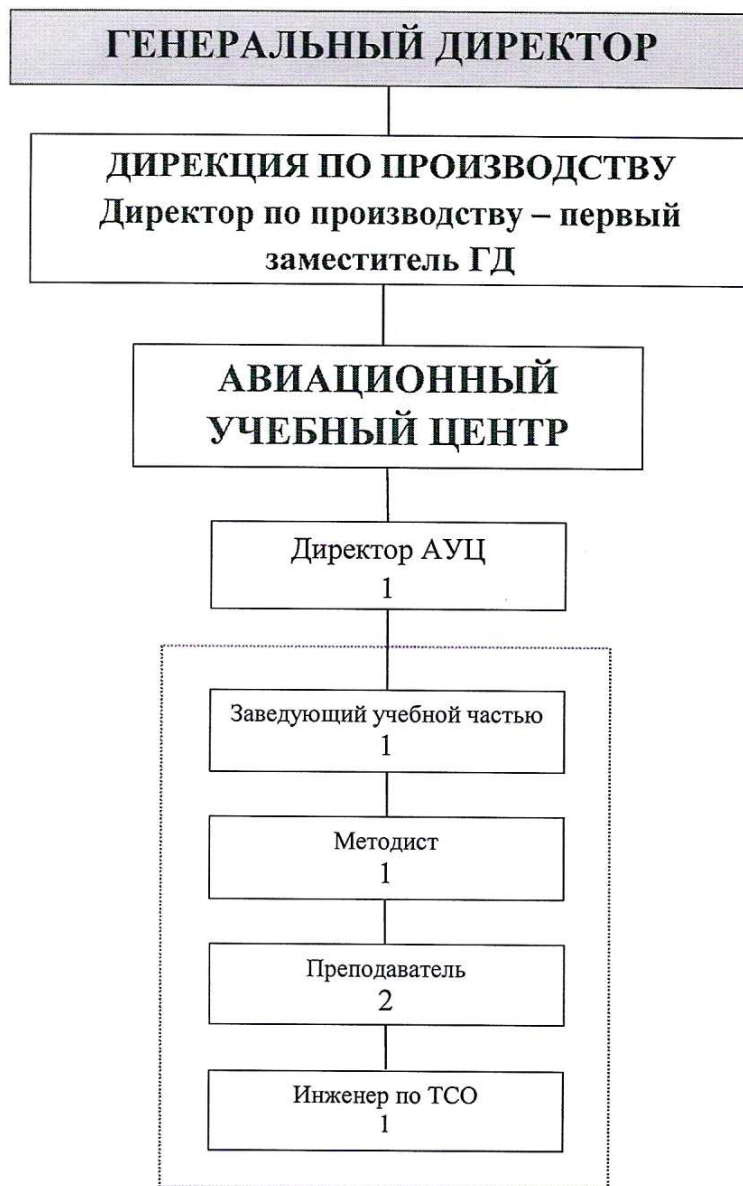 ГЕНЕРАЛЬНЫЙ ДИРЕКТОР
ДИРЕКЦИЯ ПО ПРОИЗВОДСТВУ
Директор по производству – первый
заместитель ГД
АВИАЦИОННЫЙ
УЧЕБНЫЙ ЦЕНТР
Директор АУЦ
1
Заведующий учебной частью
1
Методист
1
Преподаватель
2
Инженер по ТСО
1